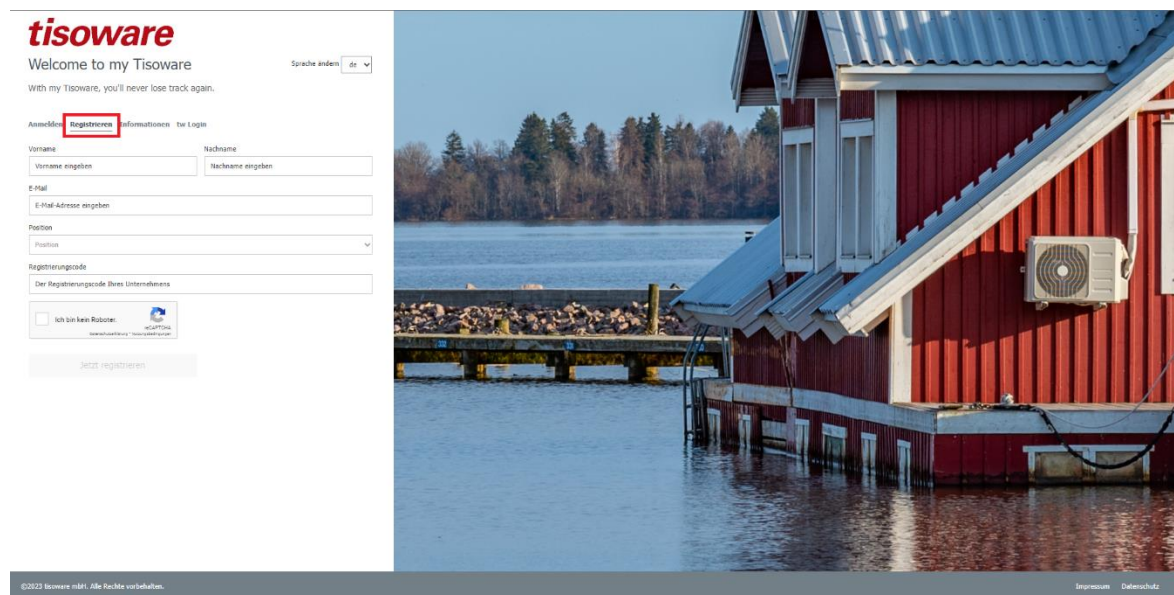 tisoware
Welcome to my Tisoware
Sprache ändern de
With my Tisoware, you'll never lose track again.
Anmelden Registrieren Informationen tw Login
Vorname Nachname
Vorname eingeben Nachname eingeben
E-Mail
E-Mail-Adresse eingeben
Position
Position
Registrierungscode
Der Registrierungscode Ihres Unternehmens
Ich bin kein Roboter.
reCAPTCHA
Datenschutzerklärung - Nutzungsbedingungen
Jetzt registrieren
©2023 tisoware mbH. Alle Rechte vorbehalten. Impressum Datenschutz